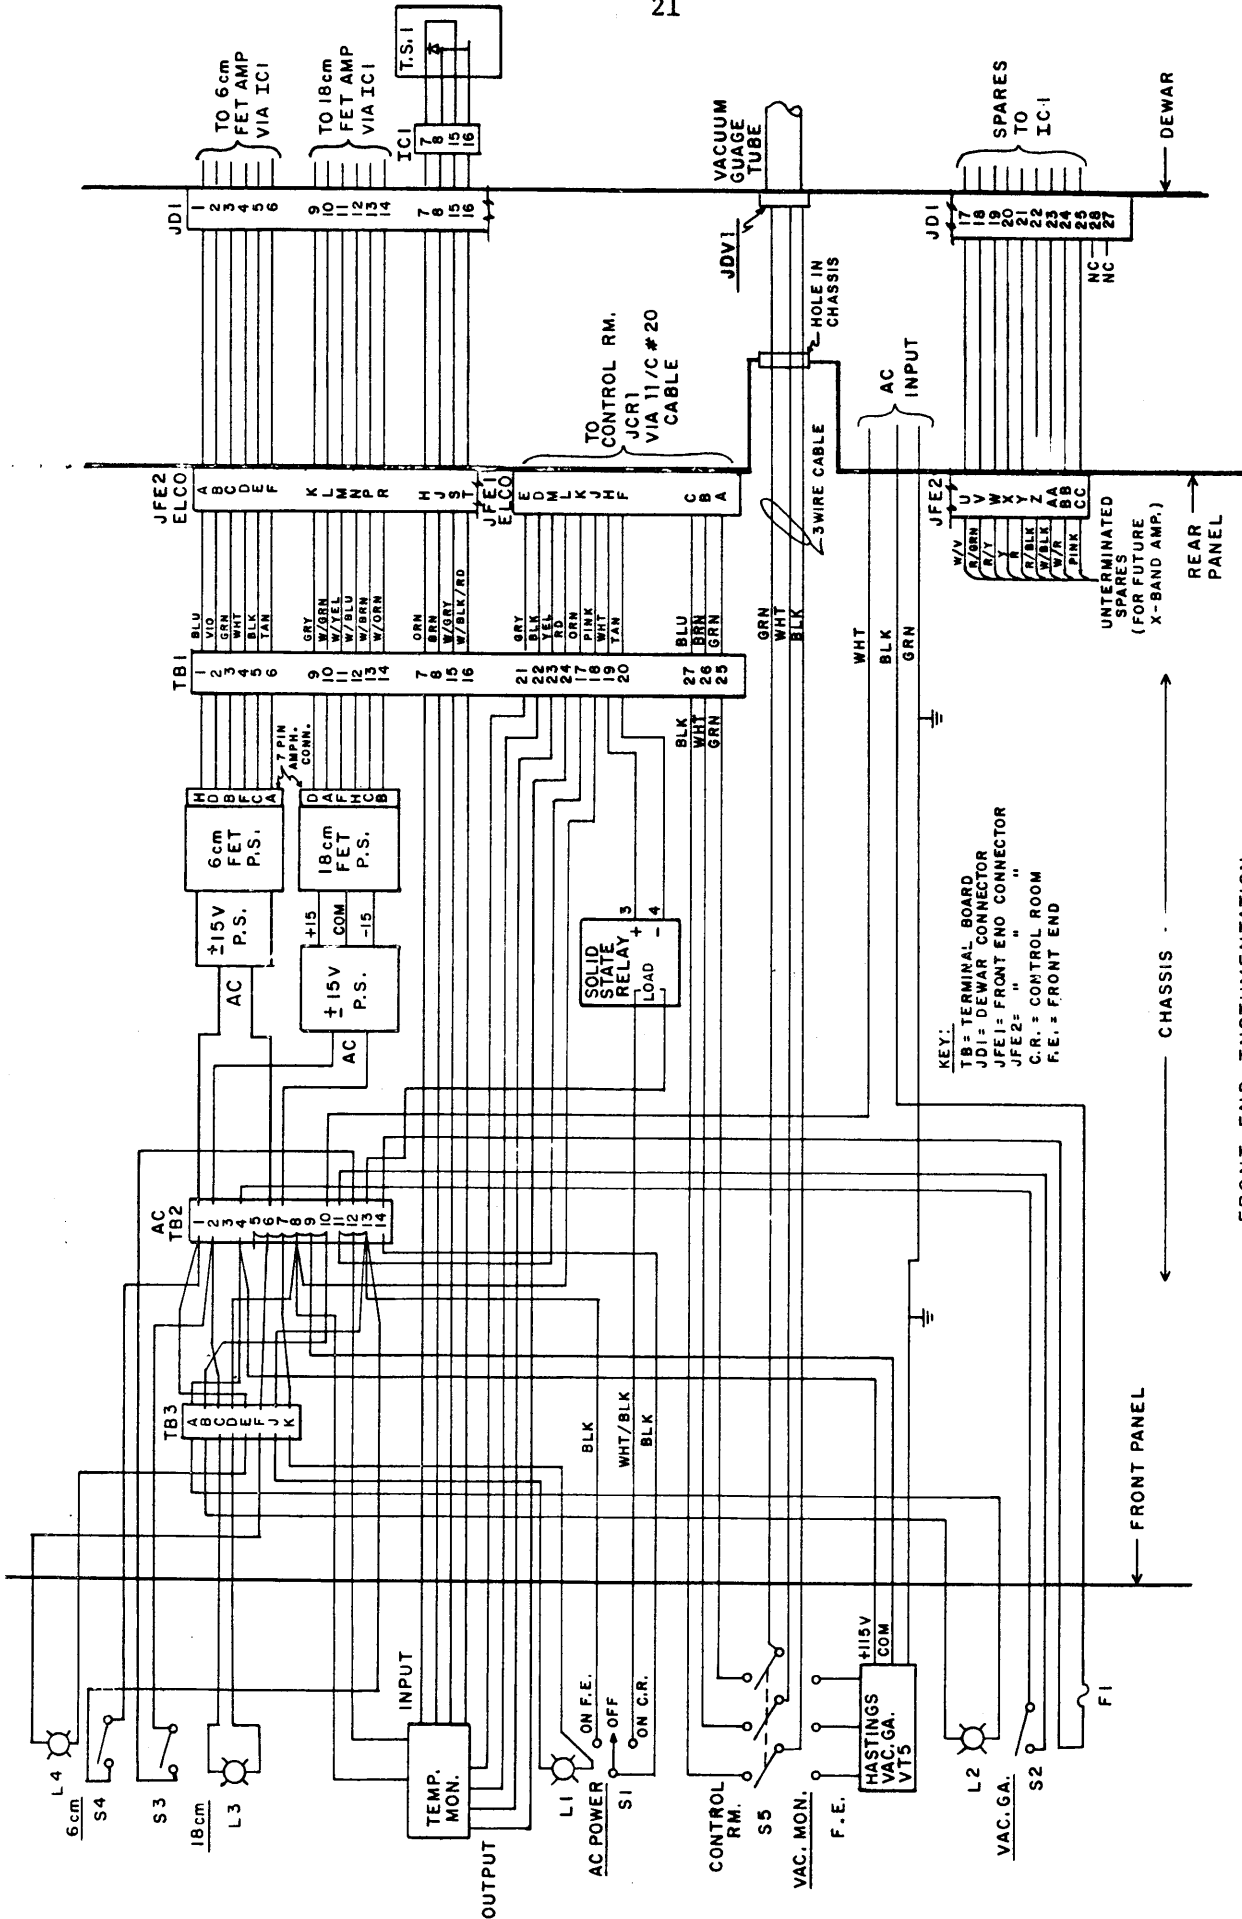 21
T.S.1
TO 6cm
FET AMP
VIA IC1
TO 18cm
FET AMP
VIA IC1
IC1
7
8
15
16
JD1
1
2
3
4
5
6
9
10
11
12
13
14
7
8
15
16
VACUUM
GUAGE
TUBE
JDV1
HOLE IN
CHASSIS
SPARES
TO
IC1
JD1
17
18
19
20
21
22
23
24
25
28
27
NC
NC
DEWAR
JFE2
ELCO
A
B
C
D
E
F
K
L
M
N
P
R
H
J
S
T
JFE1
ELCO
E
D
M
L
K
J
H
F
C
B
A
TO
CONTROL RM.
JCR1
VIA 11/C #20
CABLE
3 WIRE CABLE
AC
INPUT
JFE2
U
V
W
X
Y
Z
AA
BB
CC
W/V
R/GRN
R/Y
Y
R
R/BLK
W/BLK
W/R
PINK
UNTERMINATED
SPARES
(FOR FUTURE
X-BAND AMP.)
REAR
PANEL
BLU
VIO
GRN
WHT
BLK
TAN
GRY
W/GRN
W/YEL
W/BLU
W/BRN
W/ORN
ORN
BRN
W/GRY
W/BLK/RD
GRY
BLK
YEL
RD
ORN
PINK
WHT
TAN
BLU
BRN
GRN
GRN
WHT
BLK
WHT
BLK
GRN
TB1
1
2
3
4
5
6
9
10
11
12
13
14
7
8
15
16
21
22
23
24
17
18
19
20
27
26
25
BLK
WHT
GRN
7 PIN
AMPH.
CONN.
H
D
B
F
C
A
D
A
F
H
C
B
6cm
FET
P.S.
18cm
FET
P.S.
±15V
P.S.
+15
COM
-15
±15V
P.S.
AC
AC
SOLID
STATE
RELAY
LOAD
+
-
3
4
KEY:
TB = TERMINAL BOARD
JD1 = DEWAR CONNECTOR
JFE1 = FRONT END CONNECTOR
JFE2 = " " "
C.R. = CONTROL ROOM
F.E. = FRONT END
CHASSIS
AC
TB2
1
2
3
4
5
6
7
8
9
10
11
12
13
14
TB3
A
B
C
D
E
F
J
K
BLK
WHT/BLK
BLK
FRONT PANEL
L4
6cm
S4
S3
18cm
L3
INPUT
TEMP.
MON.
OUTPUT
L1
AC POWER
S1
ON F.E.
OFF
ON C.R.
CONTROL
RM.
S5
VAC. MON.
F.E.
+115V
COM
HASTINGS
VAC. GA.
VT5
L2
VAC. GA.
S2
F1